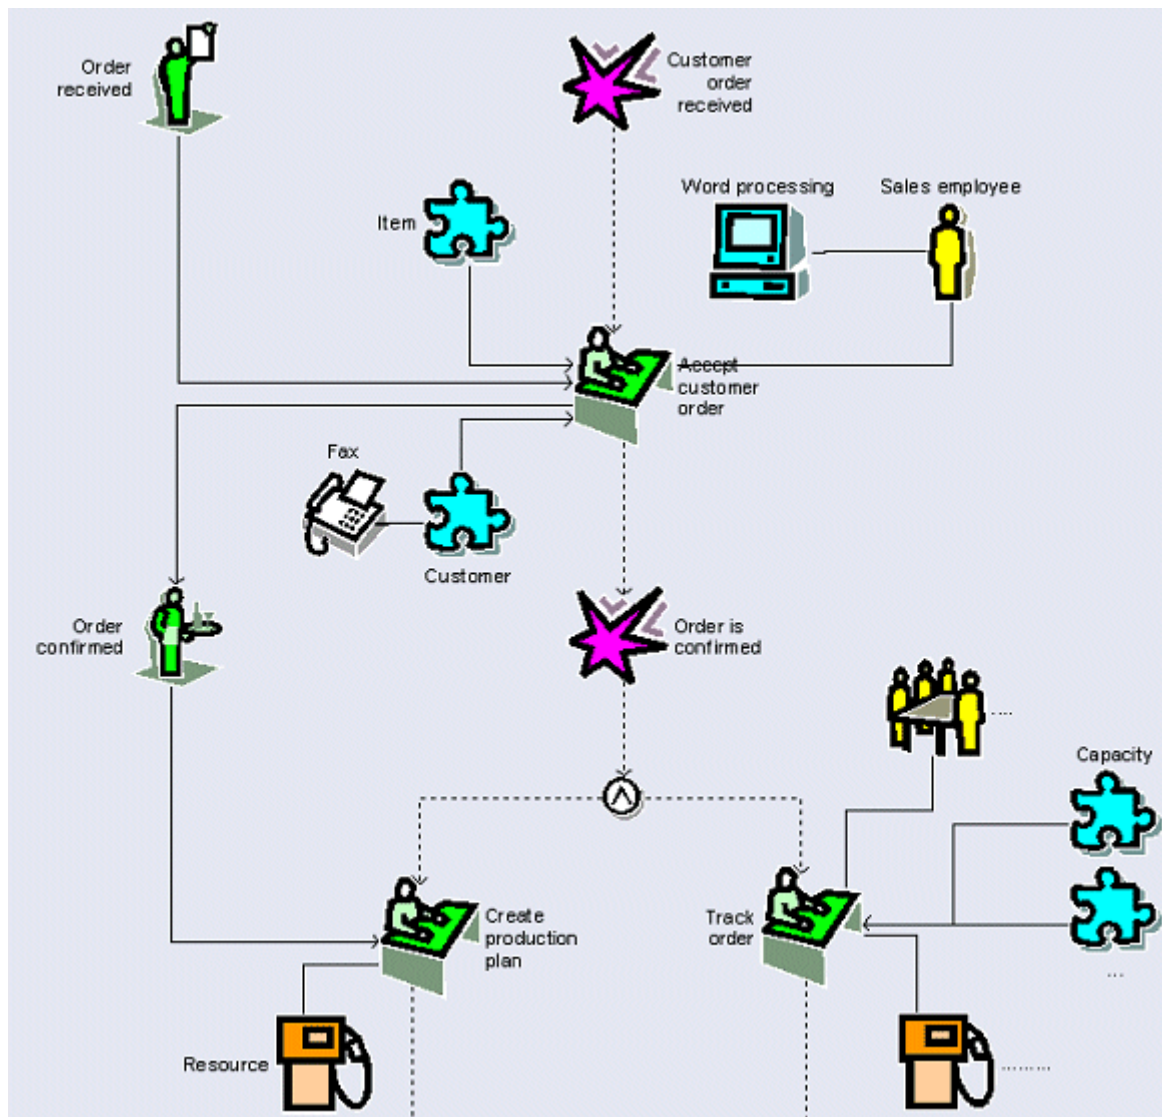 Order
received
Customer
order
received
Word processing
Sales employee
Item
Accept
customer
order
Fax
Customer
Order
confirmed
Order is
confirmed
.....
Capacity
Create
production
plan
Track
order
...
Resource
.........